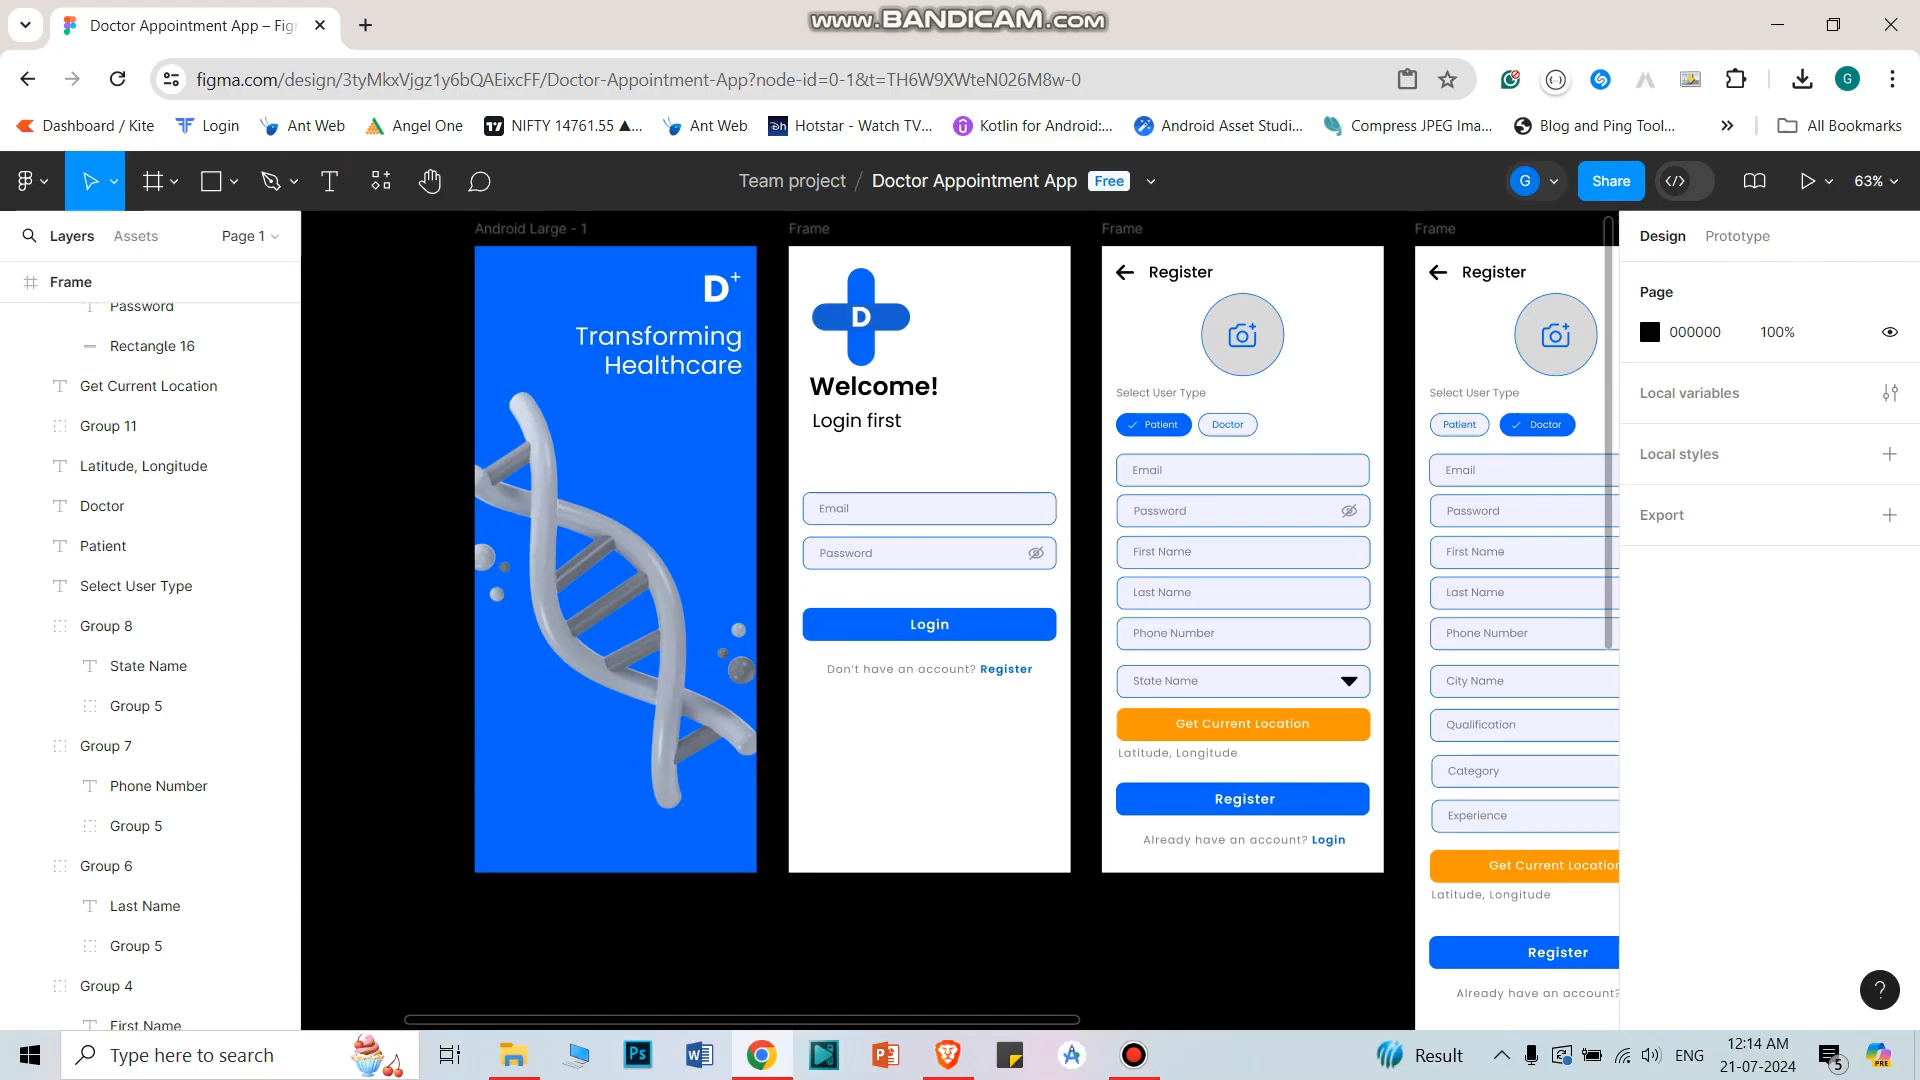 Doctor Appointment App – Fig
www.BANDICAM.com
figma.com/design/3tyMkxVjgz1y6bQAEixcFF/Doctor-Appointment-App?node-id=0-1&t=TH6W9XWteN026M8w-0
G
Dashboard / Kite
Login
Ant Web
Angel One
NIFTY 14761.55 ▲...
Ant Web
Hotstar - Watch TV...
Kotlin for Android:...
Android Asset Studi...
Compress JPEG Ima...
Blog and Ping Tool...
All Bookmarks
Team project / Doctor Appointment App
Free
G
Share
63%
Layers
Assets
Page 1
Frame
Password
Rectangle 16
Get Current Location
Group 11
Latitude, Longitude
Doctor
Patient
Select User Type
Group 8
State Name
Group 5
Group 7
Phone Number
Group 5
Group 6
Last Name
Group 5
Group 4
First Name
Android Large - 1
D+
Transforming
Healthcare
Frame
D
Welcome!
Login first
Email
Password
Login
Don't have an account? Register
Frame
Register
Select User Type
Patient
Doctor
Email
Password
First Name
Last Name
Phone Number
State Name
Get Current Location
Latitude, Longitude
Register
Already have an account? Login
Frame
Register
Select User Type
Patient
Doctor
Email
Password
First Name
Last Name
Phone Number
City Name
Qualification
Category
Experience
Get Current Location
Latitude, Longitude
Register
Already have an account?
Design
Prototype
Page
000000
100%
Local variables
Local styles
Export
?
Type here to search
Ps
Result
ENG
12:14 AM
21-07-2024
5
PRE